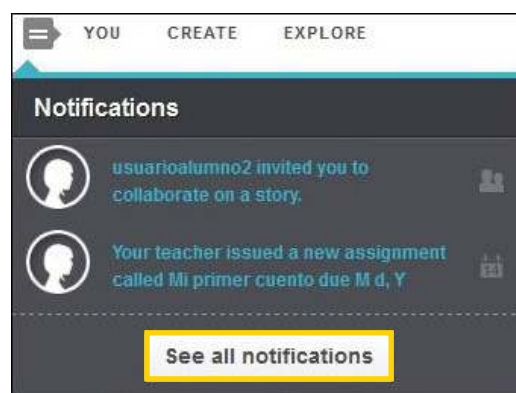 YOU CREATE EXPLORE
Notifications
usuarioalumno2 invited you to
collaborate on a story.
Your teacher issued a new assignment
called Mi primer cuento due M d, Y
14
See all notifications